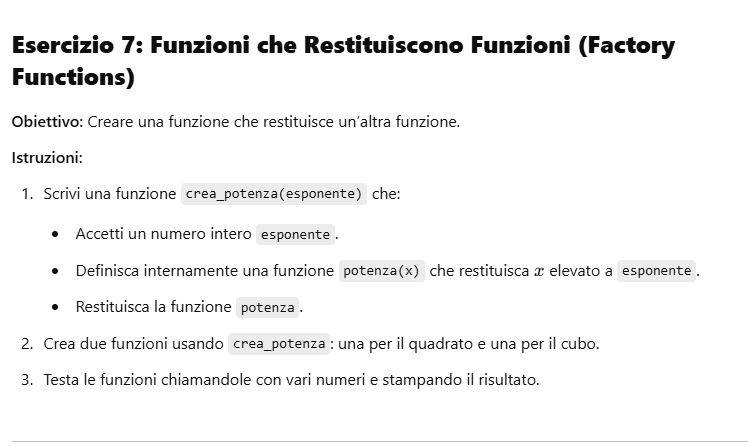 Esercizio 7: Funzioni che Restituiscono Funzioni (Factory
Functions)
Obiettivo: Creare una funzione che restituisce un'altra funzione.
Istruzioni:
1. Scrivi una funzione crea_potenza(esponente) che:
• Accetti un numero intero esponente.
• Definisca internamente una funzione potenza(x) che restituisca x elevato a esponente.
• Restituisca la funzione potenza.
2. Crea due funzioni usando crea_potenza: una per il quadrato e una per il cubo.
3. Testa le funzioni chiamandole con vari numeri e stampando il risultato.